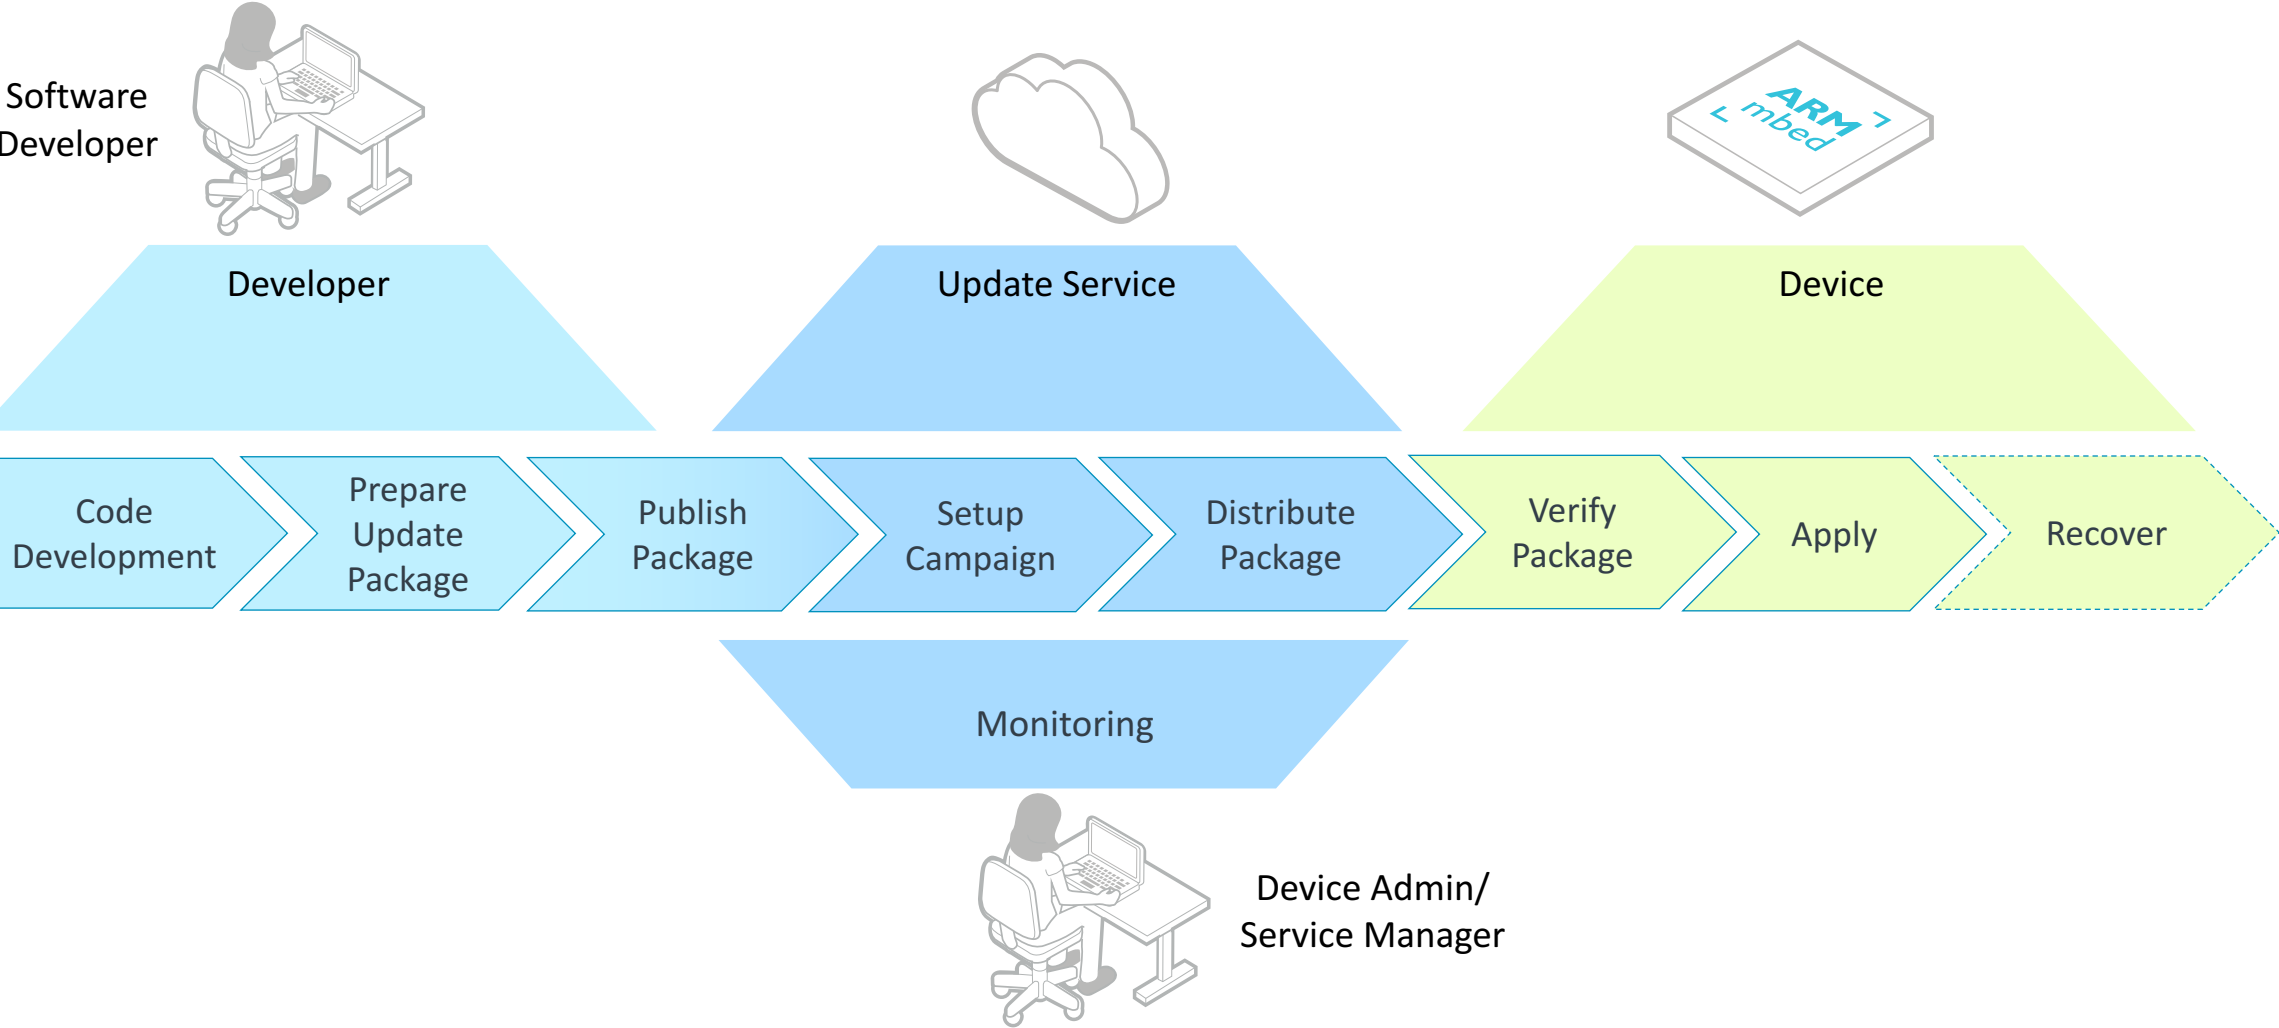 Software
Developer
ARM
mbed
Developer
Update Service
Device
Code
Development
Prepare
Update
Package
Publish
Package
Setup
Campaign
Distribute
Package
Verify
Package
Apply
Recover
Monitoring
Device Admin/
Service Manager